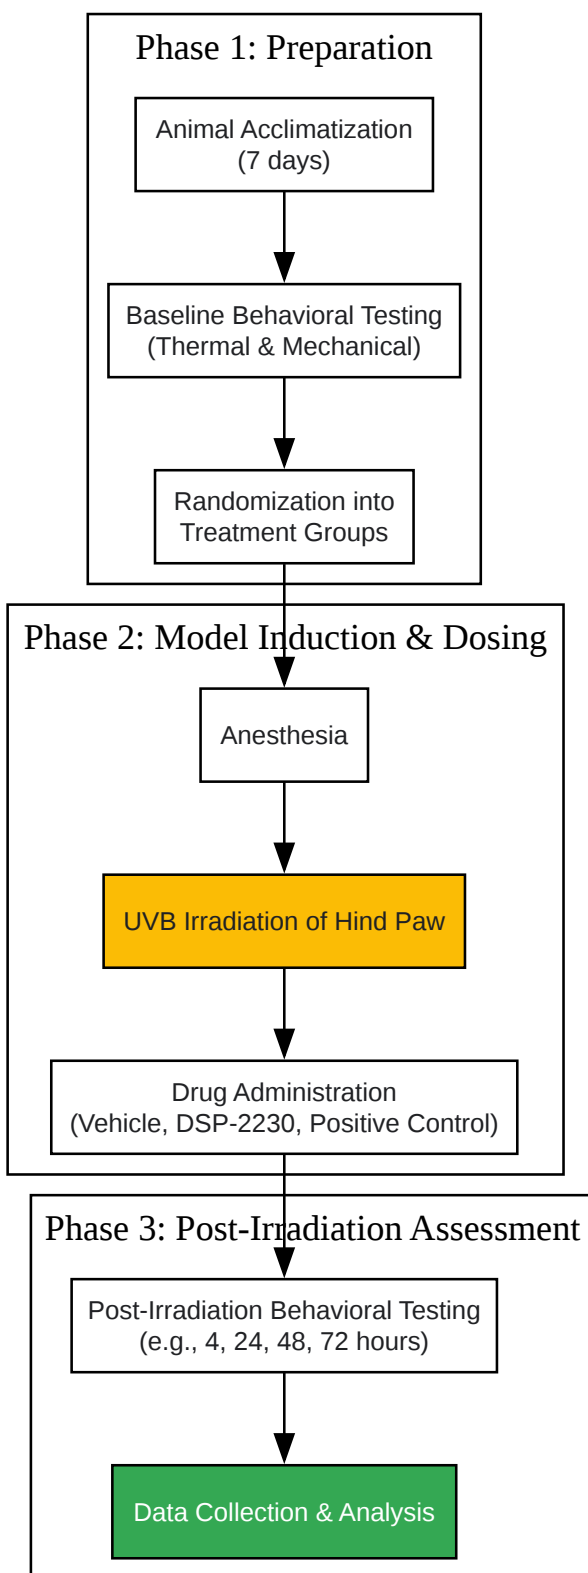 Phase 1: Preparation
Animal Acclimatization
(7 days)
Baseline Behavioral Testing
(Thermal & Mechanical)
Randomization into
Treatment Groups
Phase 2: Model Induction & Dosing
Anesthesia
UVB Irradiation of Hind Paw
Drug Administration
(Vehicle, DSP-2230, Positive Control)
Phase 3: Post-Irradiation Assessment
Post-Irradiation Behavioral Testing
(e.g., 4, 24, 48, 72 hours)
Data Collection & Analysis